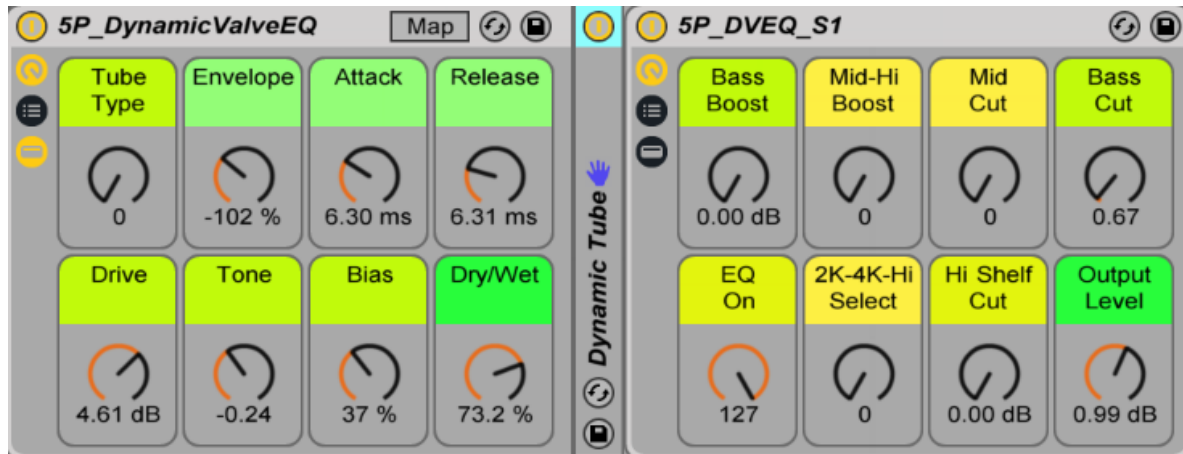 5P_DynamicValveEQ
Map
Tube
Type
0
Envelope
-102 %
Attack
6.30 ms
Release
6.31 ms
Drive
4.61 dB
Tone
-0.24
Bias
37 %
Dry/Wet
73.2 %
Dynamic Tube
5P_DVEQ_S1
Bass
Boost
0.00 dB
Mid-Hi
Boost
0
Mid
Cut
0
Bass
Cut
0.67
EQ
On
127
2K-4K-Hi
Select
0
Hi Shelf
Cut
0.00 dB
Output
Level
0.99 dB